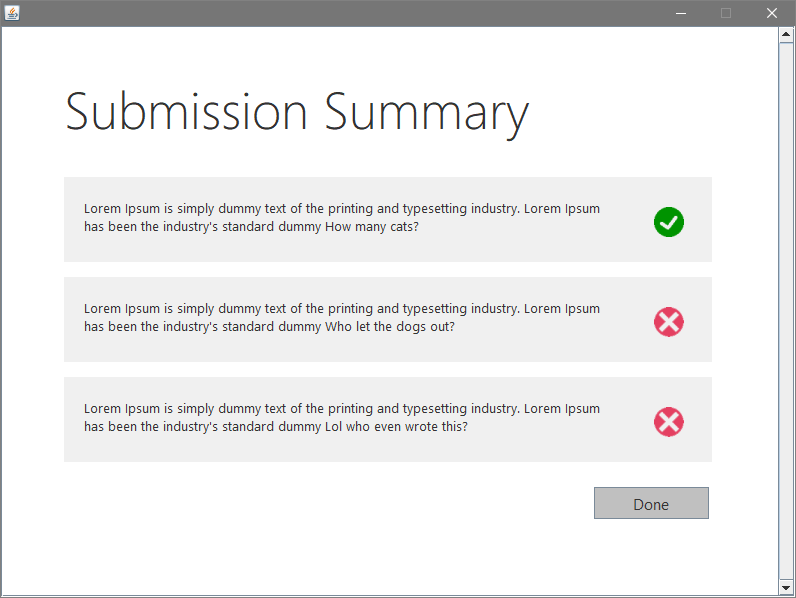 Submission Summary
Lorem Ipsum is simply dummy text of the printing and typesetting industry. Lorem Ipsum
has been the industry's standard dummy How many cats?
Lorem Ipsum is simply dummy text of the printing and typesetting industry. Lorem Ipsum
has been the industry's standard dummy Who let the dogs out?
Lorem Ipsum is simply dummy text of the printing and typesetting industry. Lorem Ipsum
has been the industry's standard dummy Lol who even wrote this?
Done